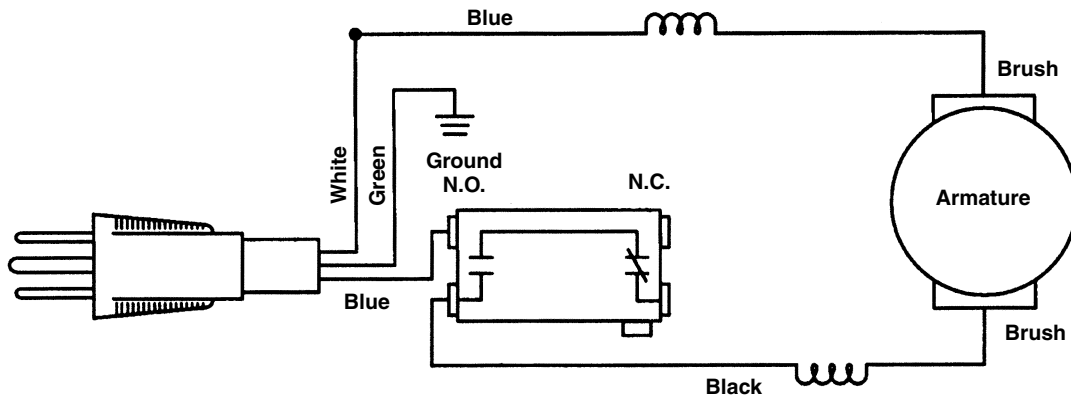 Blue
Brush
White
Green
Ground
N.O.
N.C.
Armature
Blue
Brush
Black